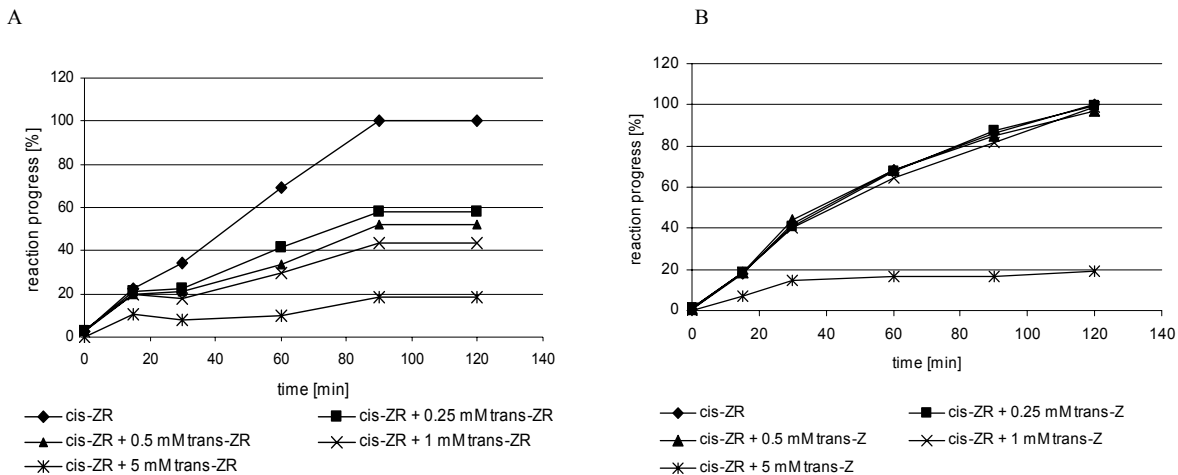 A
B
reaction progress [%]
120
100
80
60
40
20
0
0 20 40 60 80 100 120 140
time [min]
cis-ZR
cis-ZR + 0.25 mM trans-ZR
cis-ZR + 0.5 mM trans-ZR
cis-ZR + 1 mM trans-ZR
cis-ZR + 5 mM trans-ZR
reaction progress [%]
120
100
80
60
40
20
0
0 20 40 60 80 100 120 140
time [min]
cis-ZR
cis-ZR + 0.25 mM trans-Z
cis-ZR + 0.5 mM trans-Z
cis-ZR + 1 mM trans-Z
cis-ZR + 5 mM trans-Z